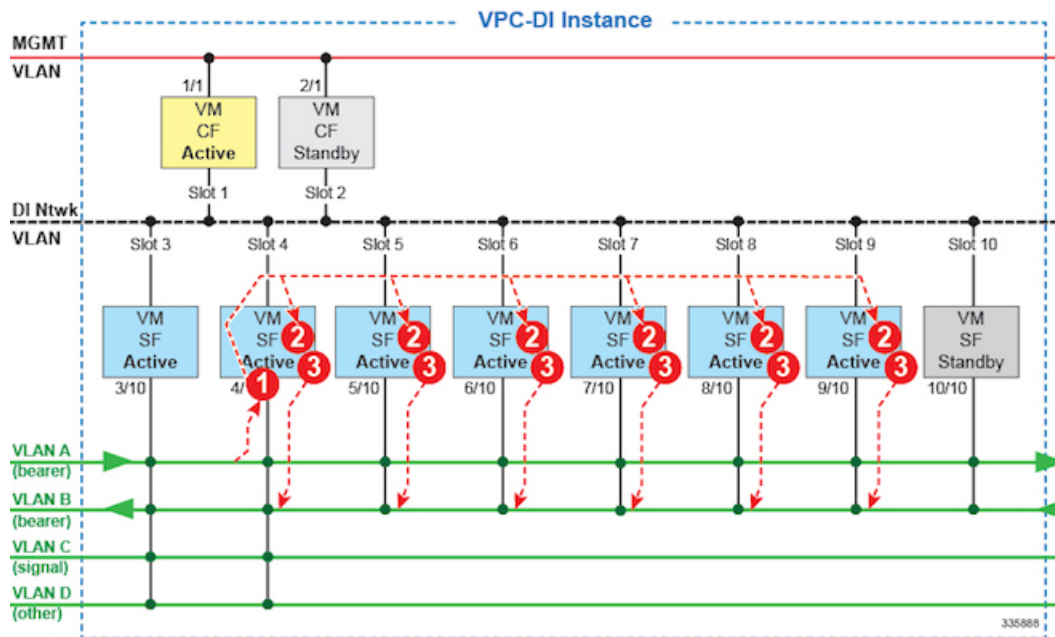 VPC-DI Instance
MGMT
VLAN
1/1
2/1
VM
CF
Active
VM
CF
Standby
Slot 1
Slot 2
DI Ntwk
VLAN
Slot 3
Slot 4
Slot 5
Slot 6
Slot 7
Slot 8
Slot 9
Slot 10
VM
SF
Active
VM
SF
Active
VM
SF
Active
VM
SF
Active
VM
SF
Active
VM
SF
Active
VM
SF
Active
VM
SF
Standby
2
2
2
2
2
2
3
3
3
3
3
3
1
3/10
4/
5/10
6/10
7/10
8/10
9/10
10/10
VLAN A
(bearer)
VLAN B
(bearer)
VLAN C
(signal)
VLAN D
(other)
335888